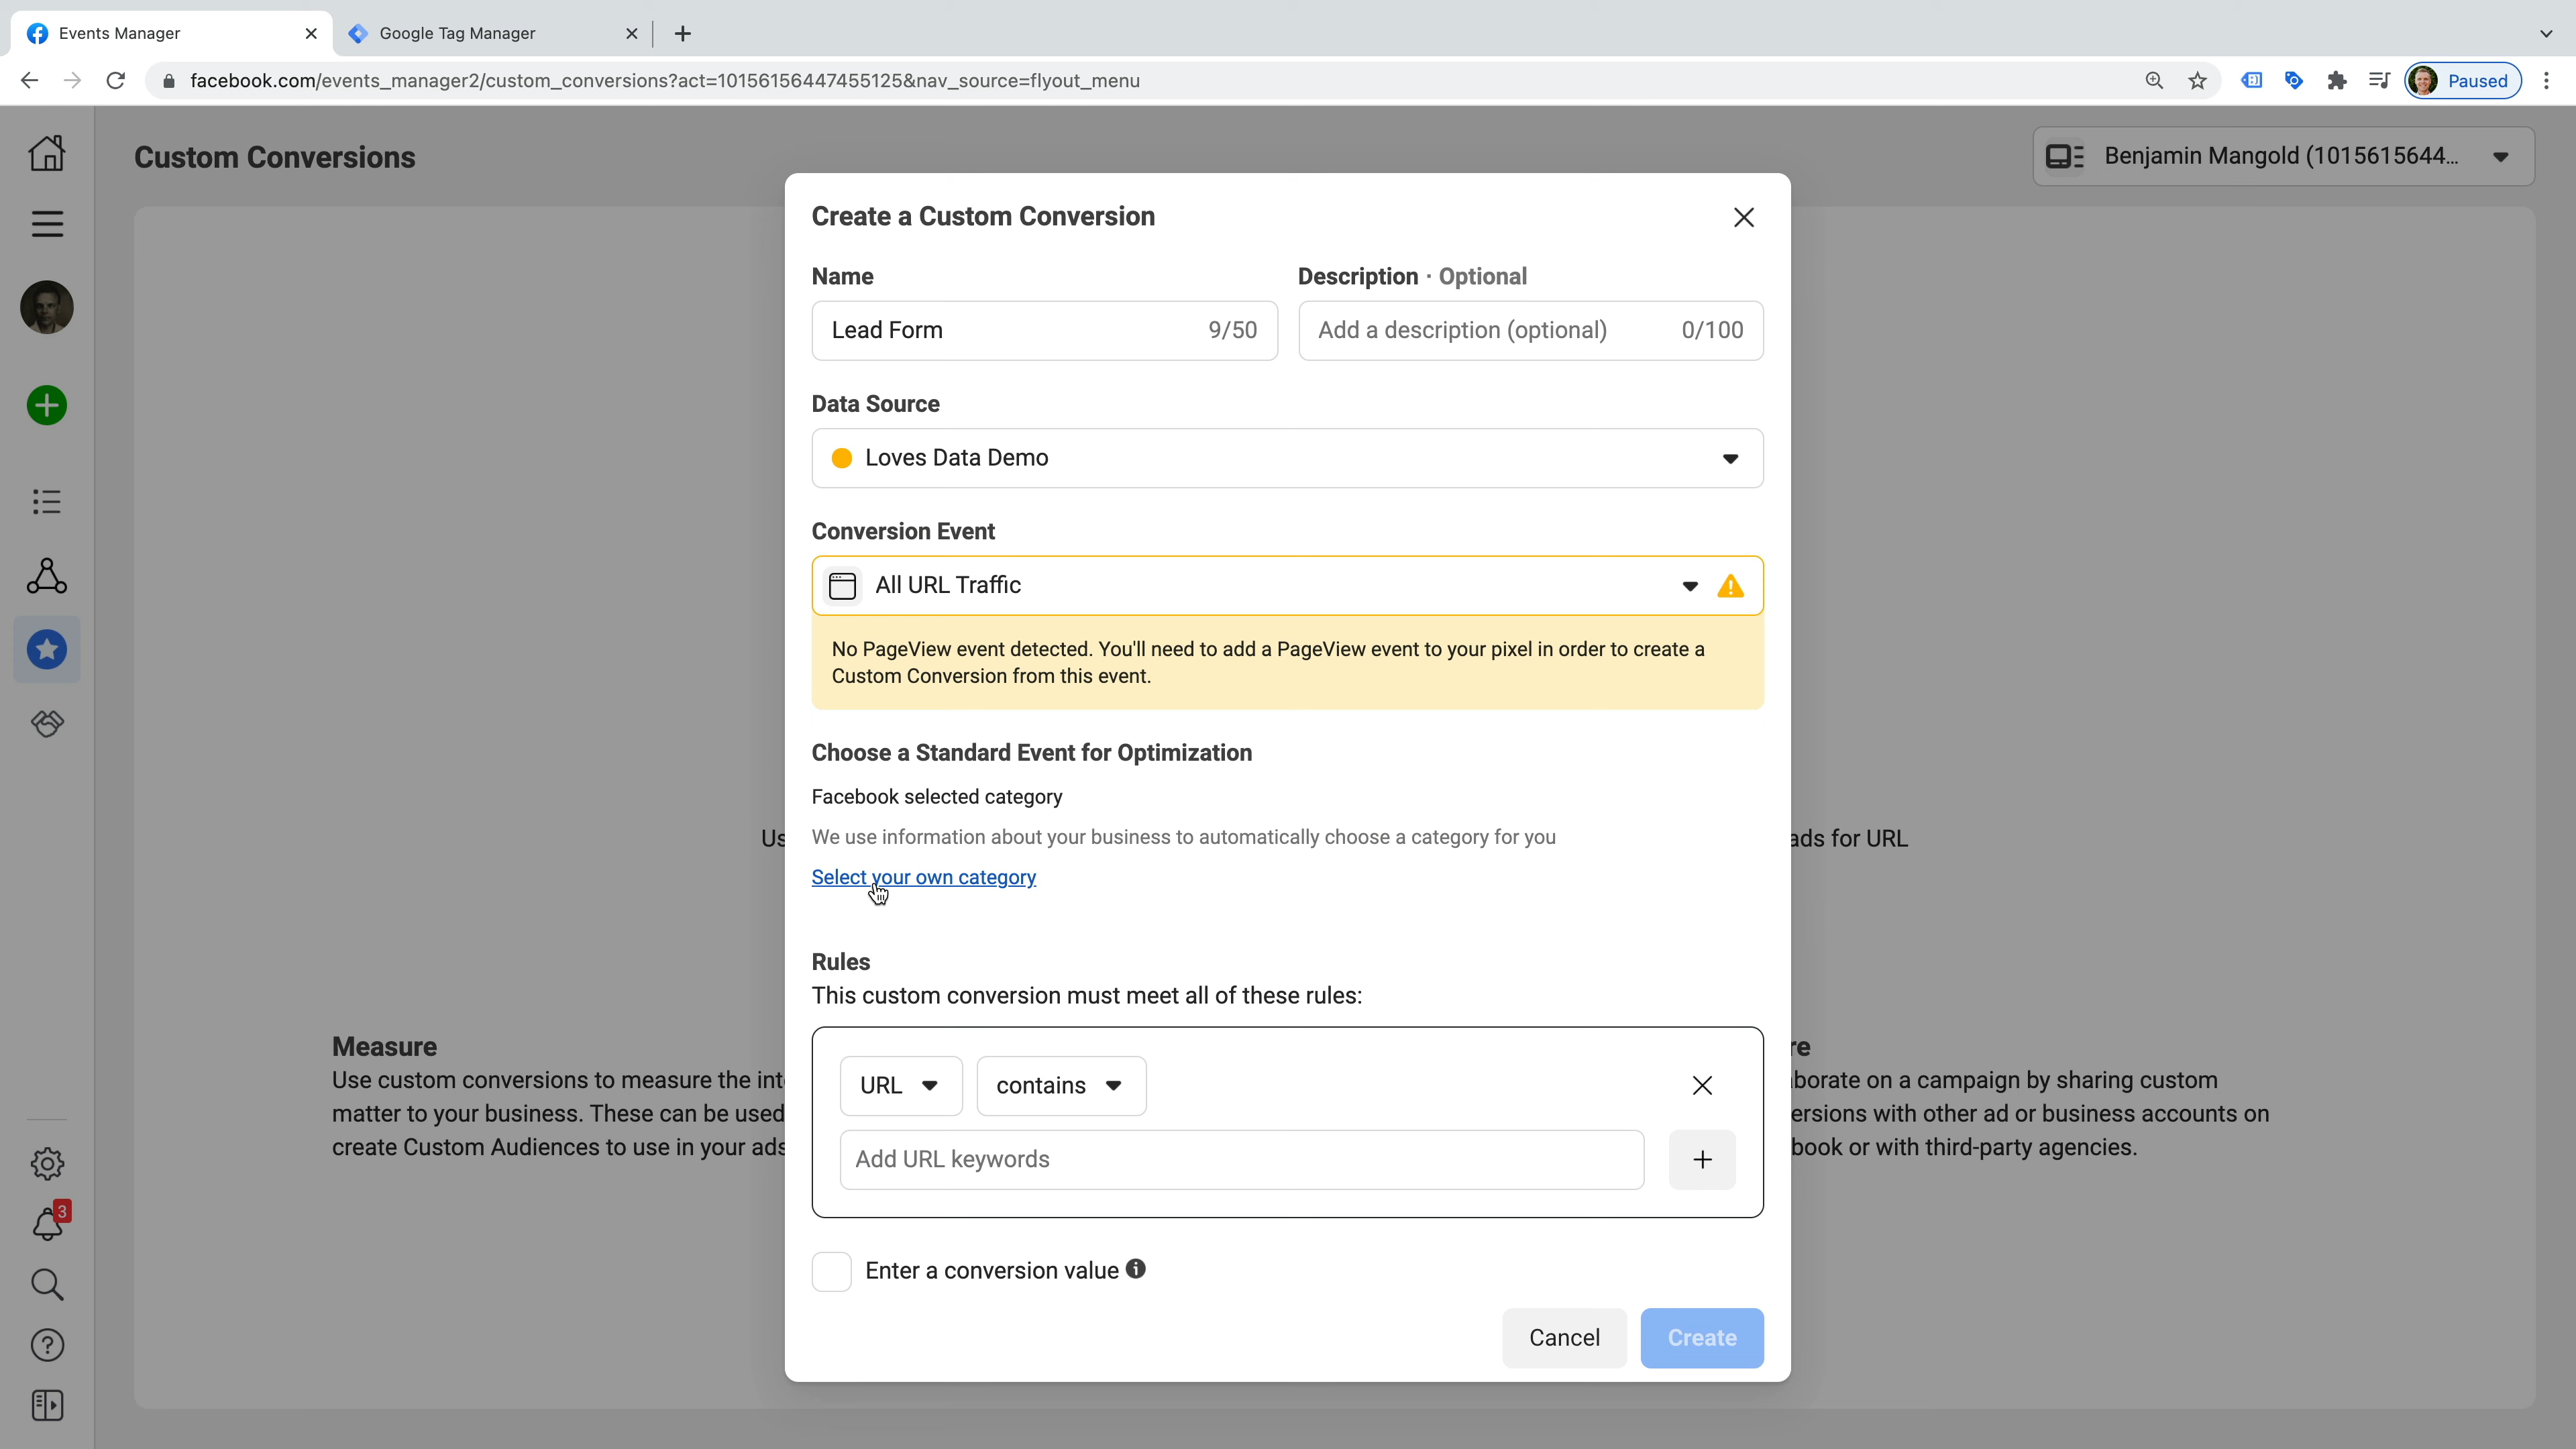 Events Manager
Google Tag Manager
facebook.com/events_manager2/custom_conversions?act=10156156447455125&nav_source=flyout_menu
Paused
Custom Conversions
Benjamin Mangold (1015615644...
Create a Custom Conversion
Name
Description · Optional
Lead Form 9/50
Add a description (optional) 0/100
Data Source
Loves Data Demo
Conversion Event
All URL Traffic
No PageView event detected. You'll need to add a PageView event to your pixel in order to create a
Custom Conversion from this event.
Choose a Standard Event for Optimization
Facebook selected category
We use information about your business to automatically choose a category for you
Select your own category
Rules
This custom conversion must meet all of these rules:
URL
contains
Add URL keywords
Enter a conversion value
Cancel
Create
ads for URL
Measure
Use custom conversions to measure the
matter to your business. These can be used
create Custom Audiences to use in your ads
on a campaign by sharing custom
with other ad or business accounts on
or with third-party agencies.
3